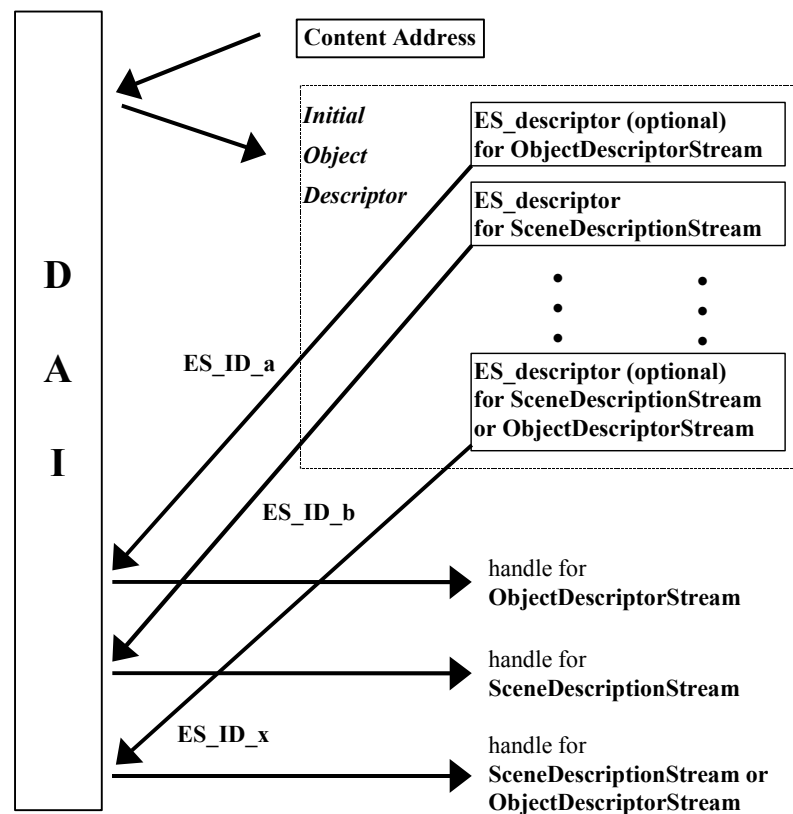 Content Address
Initial
Object
Descriptor
ES_descriptor (optional)
for ObjectDescriptorStream
ES_descriptor
for SceneDescriptionStream
ES_descriptor (optional)
for SceneDescriptionStream
or ObjectDescriptorStream
D
A
I
ES_ID_a
ES_ID_b
ES_ID_x
handle for
ObjectDescriptorStream
handle for
SceneDescriptionStream
handle for
SceneDescriptionStream or
ObjectDescriptorStream